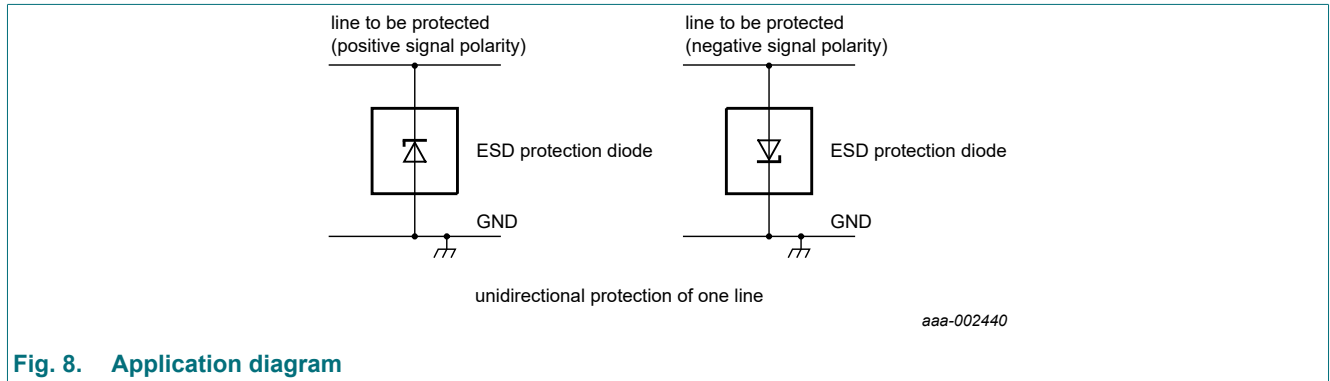 line to be protected
(positive signal polarity)
line to be protected
(negative signal polarity)
ESD protection diode
ESD protection diode
GND
GND
unidirectional protection of one line
aaa-002440
Fig. 8. Application diagram